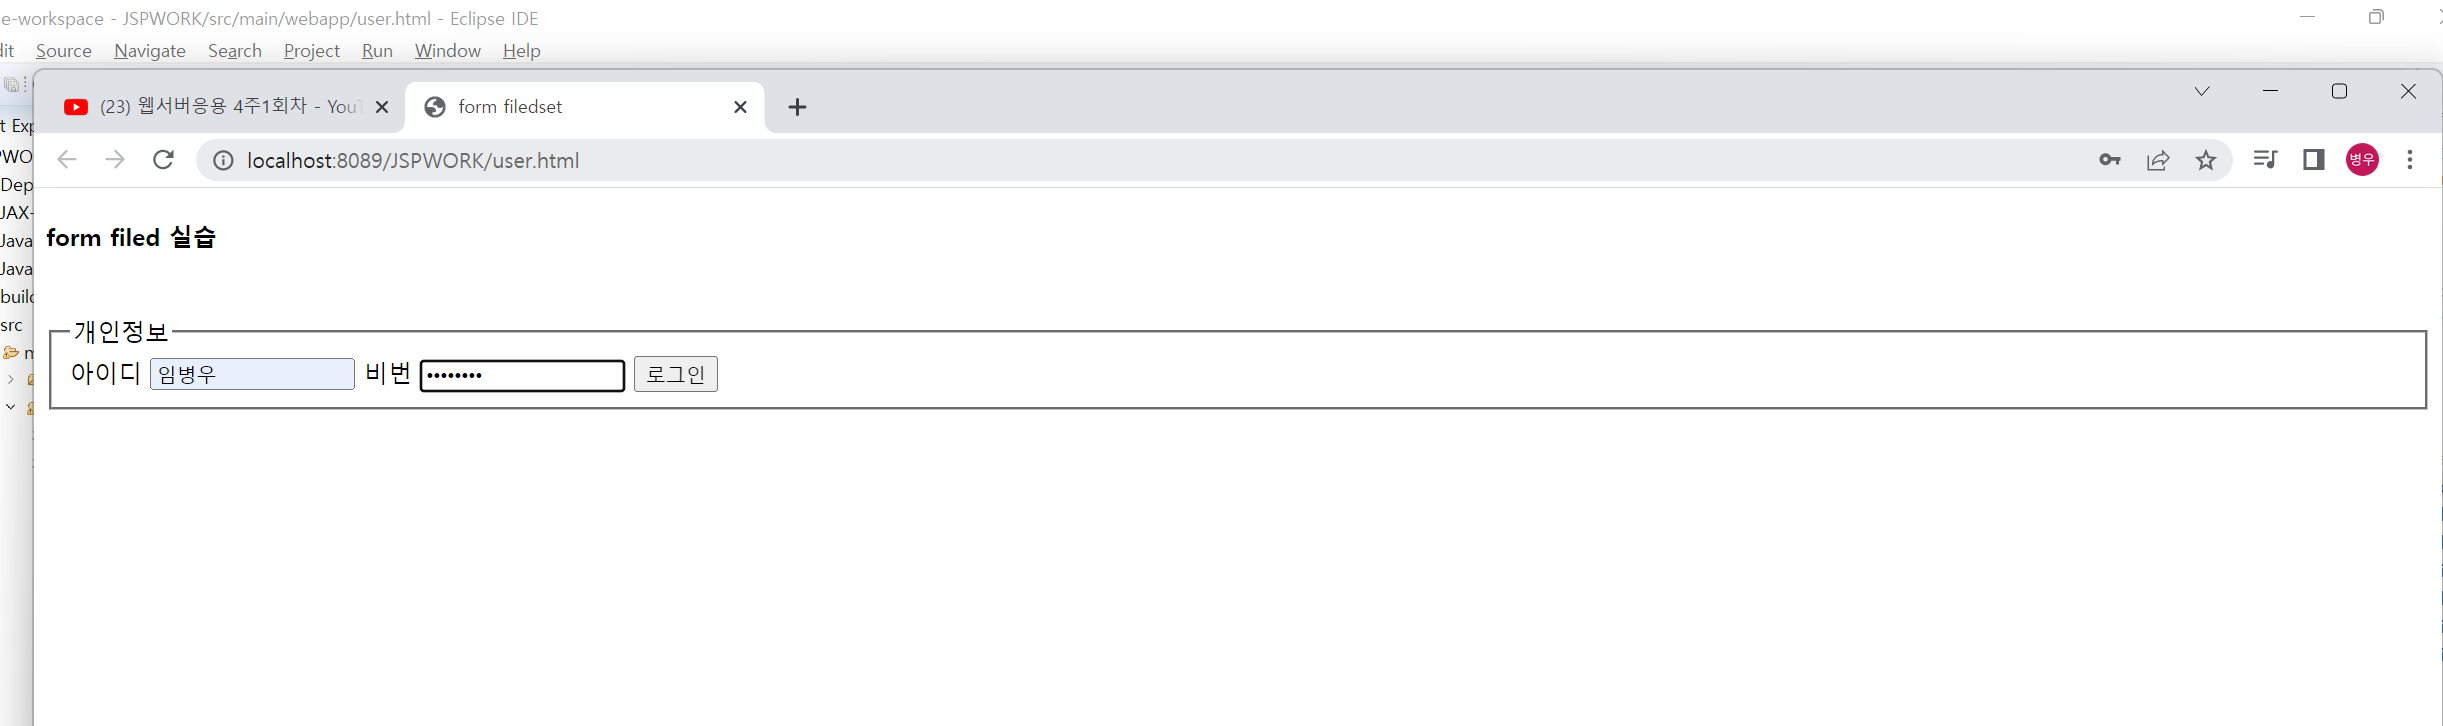 e-workspace - JSPWORK/src/main/webapp/user.html - Eclipse IDE
dit Source Navigate Search Project Run Window Help
(23) 웹서버응용 4주1회차 - YouT
form filedset
localhost:8089/JSPWORK/user.html
병우
t Exp
PWO
Dep
JAX-
Java
Java
build
src
m
form filed 실습
개인정보
아이디 임병우 비번 •••••••• 로그인